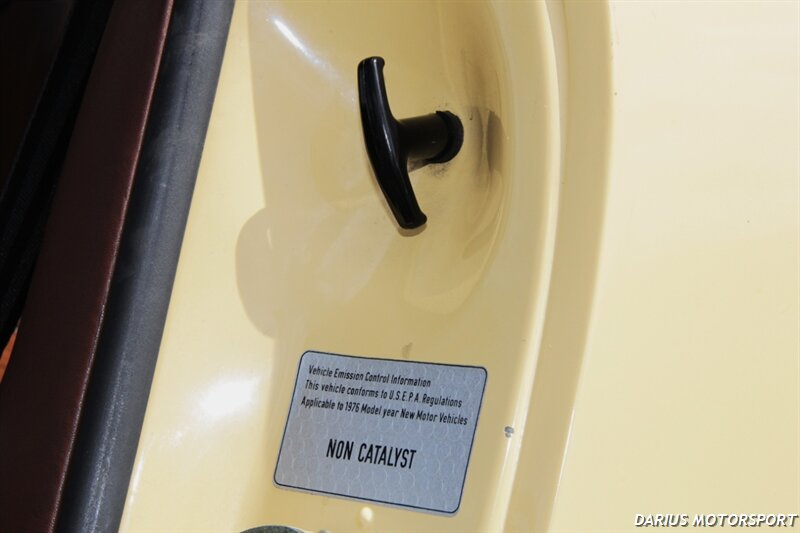 Vehicle Emission Control Information
This vehicle conforms to U.S.E.P.A. Regulations
Applicable to 1976 Model year New Motor Vehicles
NON CATALYST
DARIUS MOTORSPORT